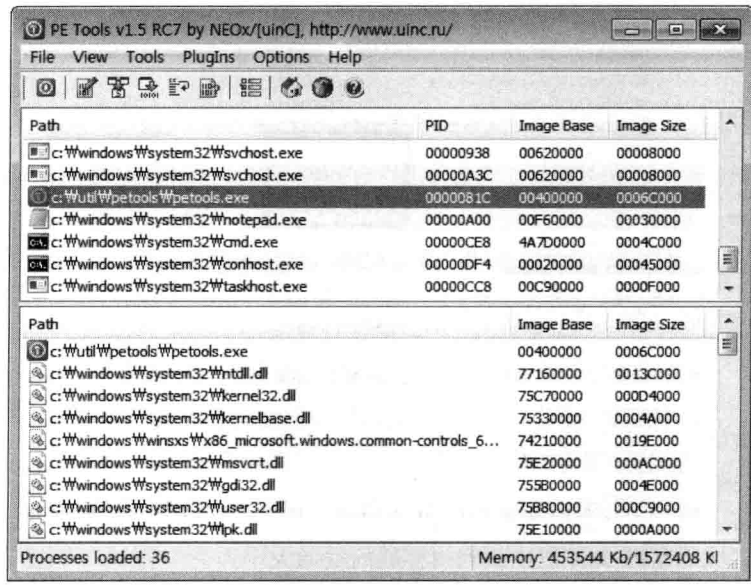 PE Tools v1.5 RC7 by NEOx/[uinC], http://www.uinc.ru/
File View Tools PlugIns Options Help
Path PID Image Base Image Size
c:₩windows₩system32₩svchost.exe 00000938 00620000 00008000
c:₩windows₩system32₩svchost.exe 00000A3C 00620000 00008000
c:₩util₩petools₩petools.exe 0000081C 00400000 0006C000
c:₩windows₩system32₩notepad.exe 00000A00 00F60000 00030000
c:₩windows₩system32₩cmd.exe 00000CE8 4A7D0000 0004C000
c:₩windows₩system32₩conhost.exe 00000DF4 00020000 00045000
c:₩windows₩system32₩taskhost.exe 00000CC8 00C90000 0000F000
Path Image Base Image Size
c:₩util₩petools₩petools.exe 00400000 0006C000
c:₩windows₩system32₩ntdll.dll 77160000 0013C000
c:₩windows₩system32₩kernel32.dll 75C70000 000D4000
c:₩windows₩system32₩kernelbase.dll 75330000 0004A000
c:₩windows₩winsxs₩x86_microsoft.windows.common-controls_6... 74210000 0019E000
c:₩windows₩system32₩msvcrt.dll 75E20000 000AC000
c:₩windows₩system32₩gdi32.dll 755B0000 0004E000
c:₩windows₩system32₩user32.dll 75B80000 000C9000
c:₩windows₩system32₩lpk.dll 75E10000 0000A000
Processes loaded: 36 Memory: 453544 Kb/1572408 Kl